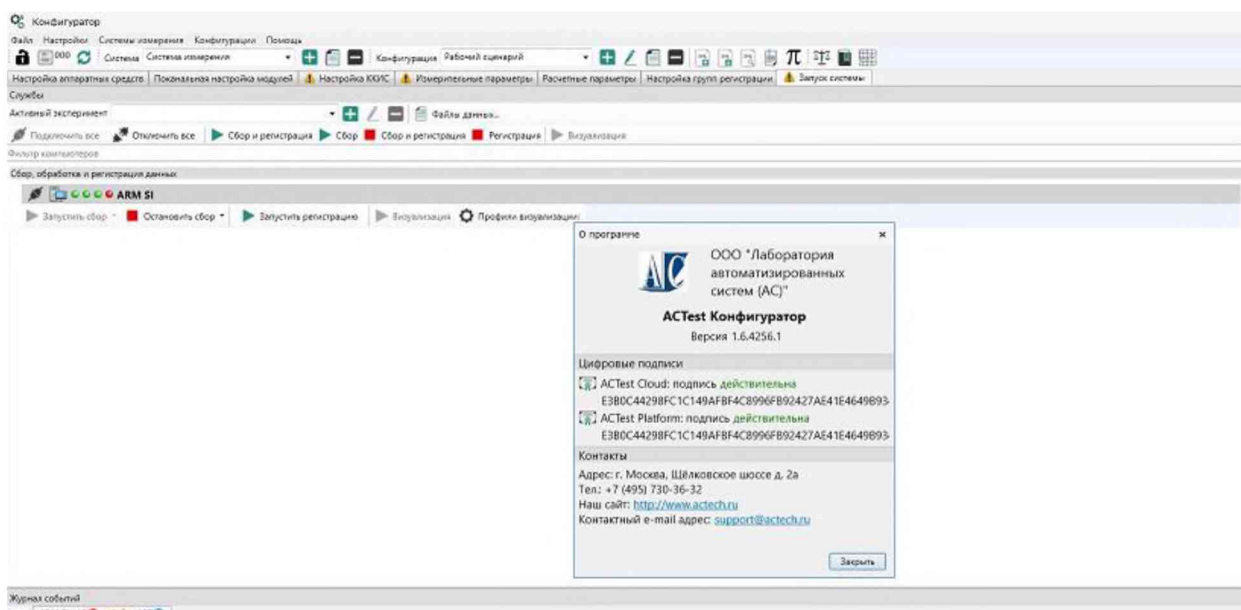 Конфигуратор
Файл Настройки Системы измерения Конфигурации Помощь
Система Система измерения Конфигурация Рабочий сценарий
Настройка аппаратных средств Поканальная настройка модулей Настройка ККИС Измерительные параметры Расчетные параметры Настройка групп регистрации Запуск системы
Службы
Активный эксперимент Файлы данных...
Подключить все Отключить все Сбор и регистрация Сбор Сбор и регистрация Регистрация Визуализация
Фильтр компьютеров
Сбор, обработка и регистрация данных
ARM SI
Запустить сбор Остановить сбор Запустить регистрацию Визуализация Профили визуализации
О программе
ООО "Лаборатория
автоматизированных
систем (АС)"
АС
ACTest Конфигуратор
Версия 1.6.4256.1
Цифровые подписи
ACTest Cloud: подпись действительна
E3B0C44298FC1C149AFBF4C8996FB92427AE41E4649B93
ACTest Platform: подпись действительна
E3B0C44298FC1C149AFBF4C8996FB92427AE41E4649B93
Контакты
Адрес: г. Москва, Щёлковское шоссе д. 2а
Тел.: +7 (495) 730-36-32
Наш сайт: http://www.actech.ru
Контактный e-mail адрес: support@actech.ru
Закрыть
Журнал событий